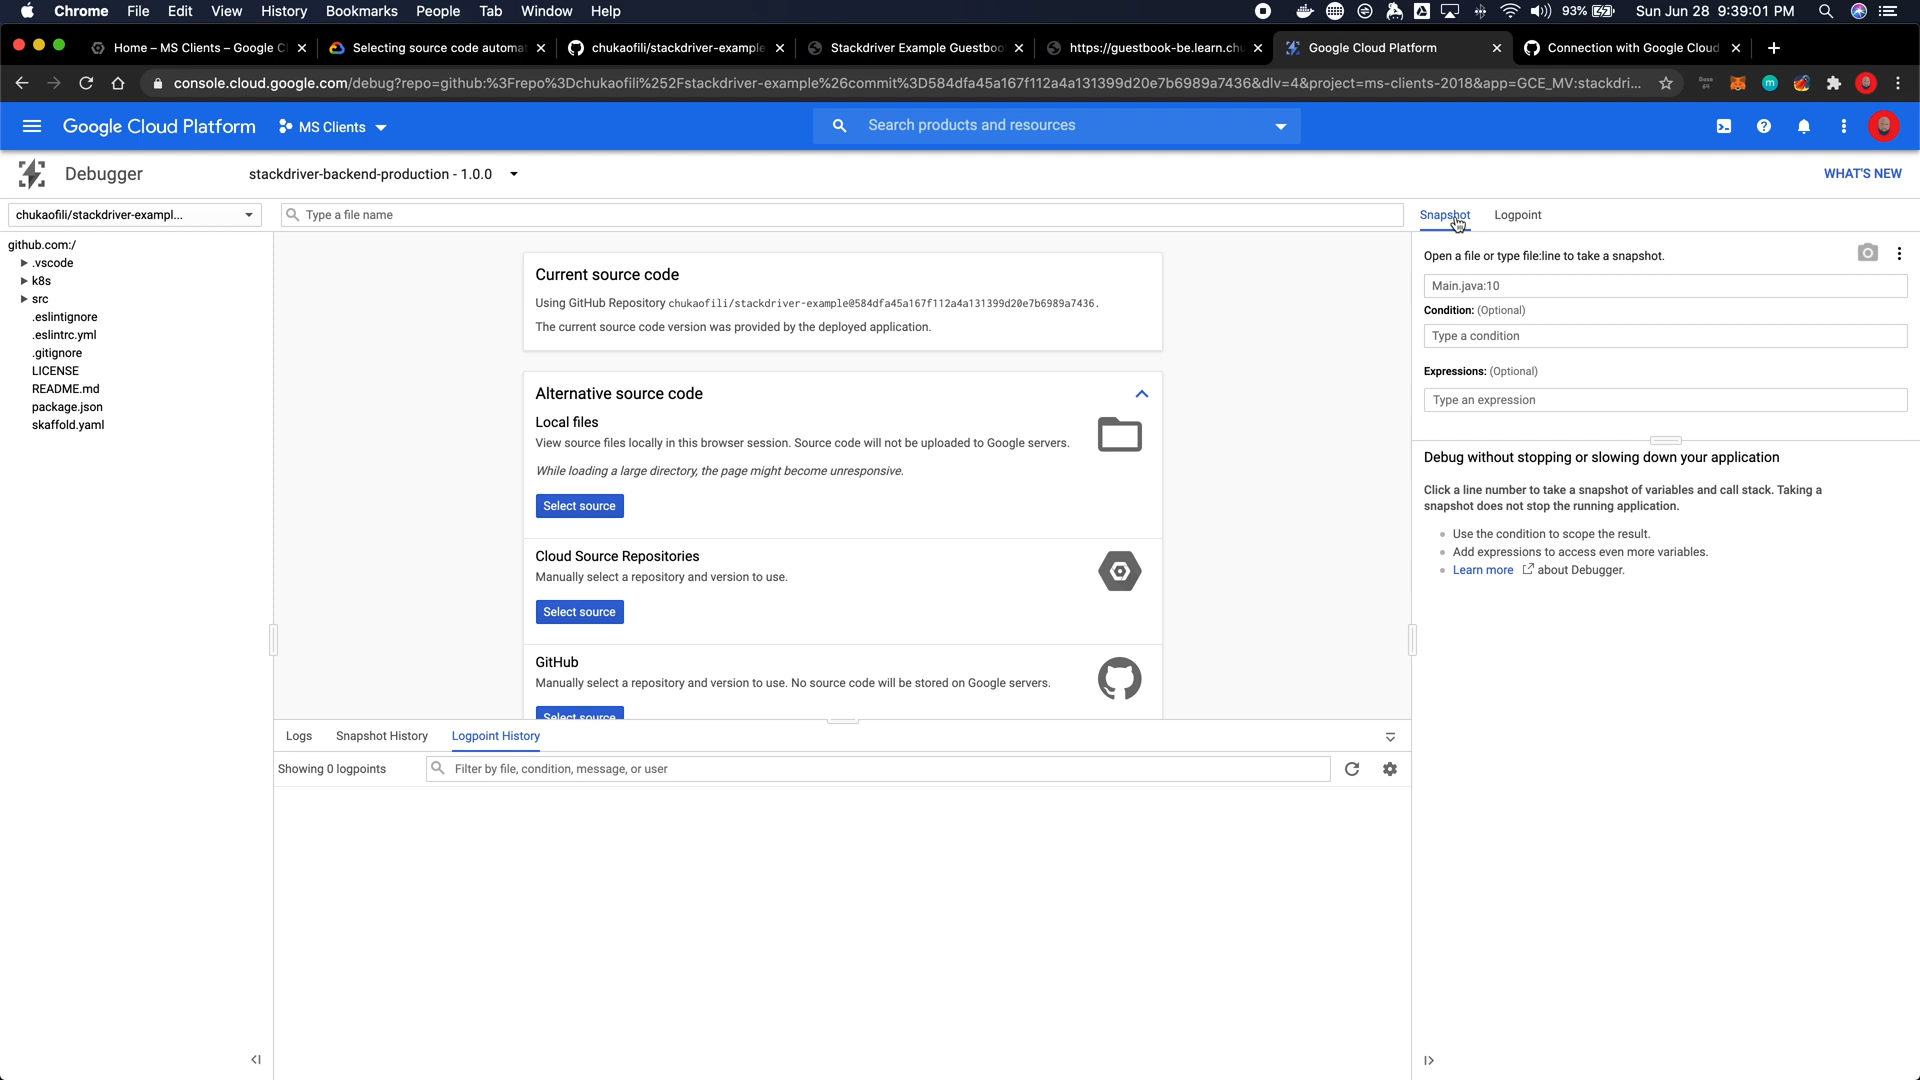 Chrome File Edit View History Bookmarks People Tab Window Help 93% Sun Jun 28 9:39:01 PM
Home – MS Clients – Google C Selecting source code automat chukaofili/stackdriver-example Stackdriver Example Guestboo https://guestbook-be.learn.ch Google Cloud Platform Connection with Google Cloud
console.cloud.google.com/debug?repo=github:%3Frepo%3Dchukaofili%252Fstackdriver-example%26commit%3D584dfa45a167f112a4a131399d20e7b6989a7436&dlv=4&project=ms-clients-2018&app=GCE_MV:stackdri...
Google Cloud Platform MS Clients Search products and resources
Debugger stackdriver-backend-production - 1.0.0 WHAT'S NEW
chukaofili/stackdriver-exampl... Type a file name Snapshot Logpoint
github.com:/
.vscode
k8s
src
.eslintignore
.eslintrc.yml
.gitignore
LICENSE
README.md
package.json
skaffold.yaml
Current source code
Using GitHub Repository chukaofili/stackdriver-example@584dfa45a167f112a4a131399d20e7b6989a7436.
The current source code version was provided by the deployed application.
Alternative source code
Local files
View source files locally in this browser session. Source code will not be uploaded to Google servers.
While loading a large directory, the page might become unresponsive.
Select source
Cloud Source Repositories
Manually select a repository and version to use.
Select source
GitHub
Manually select a repository and version to use. No source code will be stored on Google servers.
Select source
Logs Snapshot History Logpoint History
Showing 0 logpoints Filter by file, condition, message, or user
Open a file or type file:line to take a snapshot.
Main.java:10
Condition: (Optional)
Type a condition
Expressions: (Optional)
Type an expression
Debug without stopping or slowing down your application
Click a line number to take a snapshot of variables and call stack. Taking a
snapshot does not stop the running application.
Use the condition to scope the result.
Add expressions to access even more variables.
Learn more about Debugger.